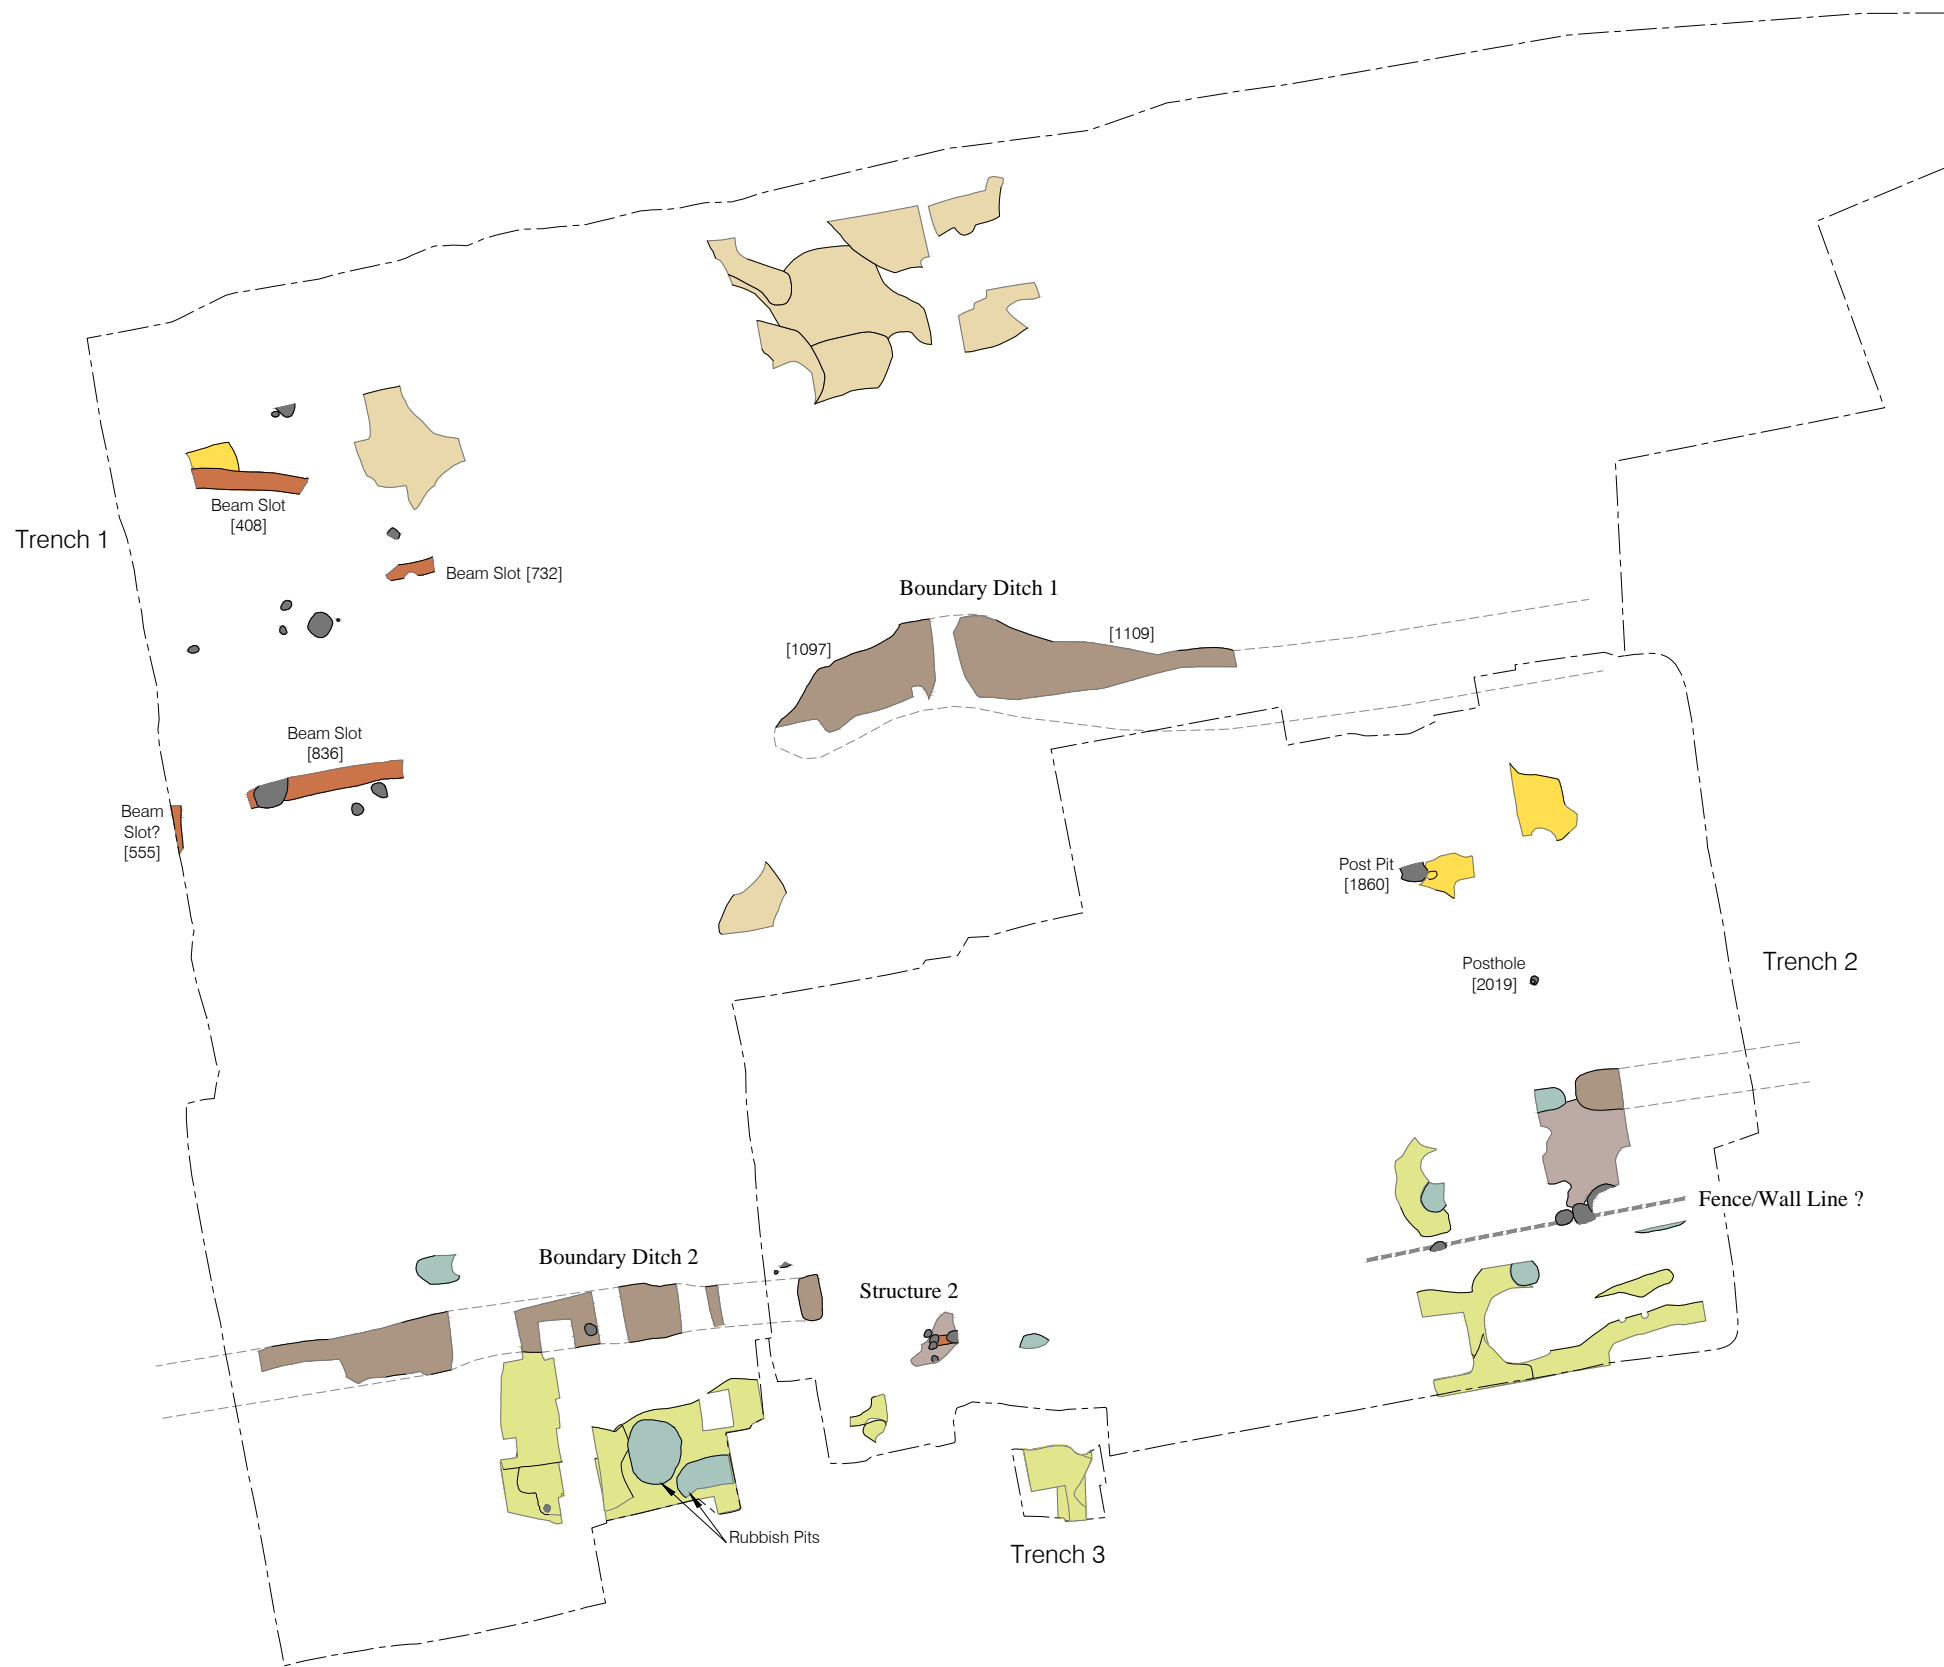 Beam Slot
[408]
Trench 1
Beam Slot [732]
Boundary Ditch 1
[1109]
[1097]
Beam Slot
[836]
Beam
Slot?
[555]
Post Pit
[1860]
Posthole
[2019]
Trench 2
Fence/Wall Line ?
Boundary Ditch 2
Structure 2
Rubbish Pits
Trench 3